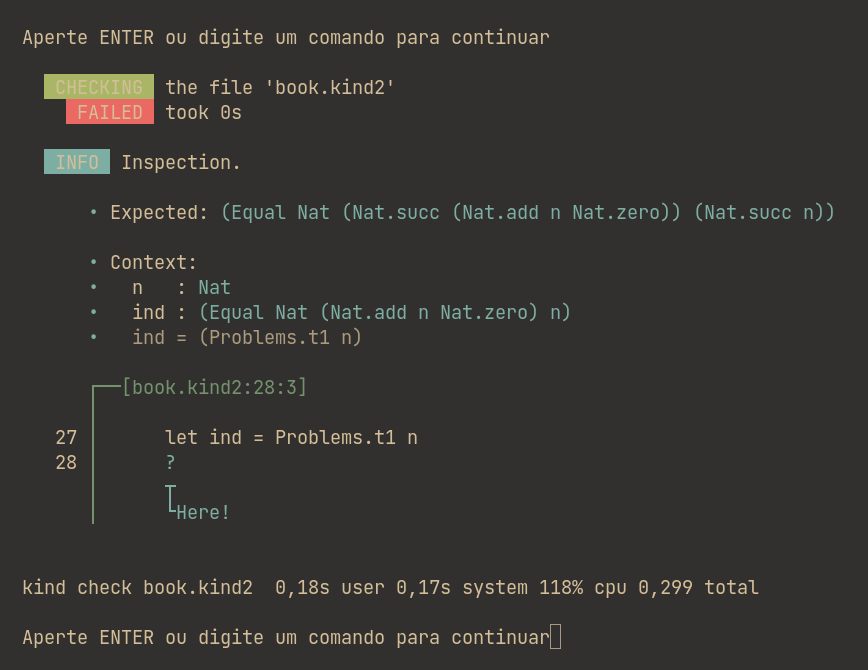 Aperte ENTER ou digite um comando para continuar
CHECKING the file 'book.kind2'
FAILED took 0s
INFO Inspection.
• Expected: (Equal Nat (Nat.succ (Nat.add n Nat.zero)) (Nat.succ n))
• Context:
• n : Nat
• ind : (Equal Nat (Nat.add n Nat.zero) n)
• ind = (Problems.t1 n)
[book.kind2:28:3]
27 let ind = Problems.t1 n
28 ?
Here!
kind check book.kind2 0,18s user 0,17s system 118% cpu 0,299 total
Aperte ENTER ou digite um comando para continuar